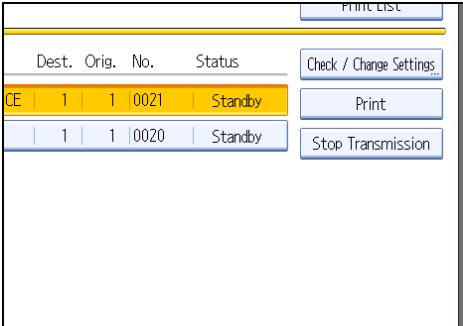 Print List
Dest. Orig. No. Status
Check / Change Settings
CE 1 1 0021 Standby
Print
1 1 0020 Standby
Stop Transmission